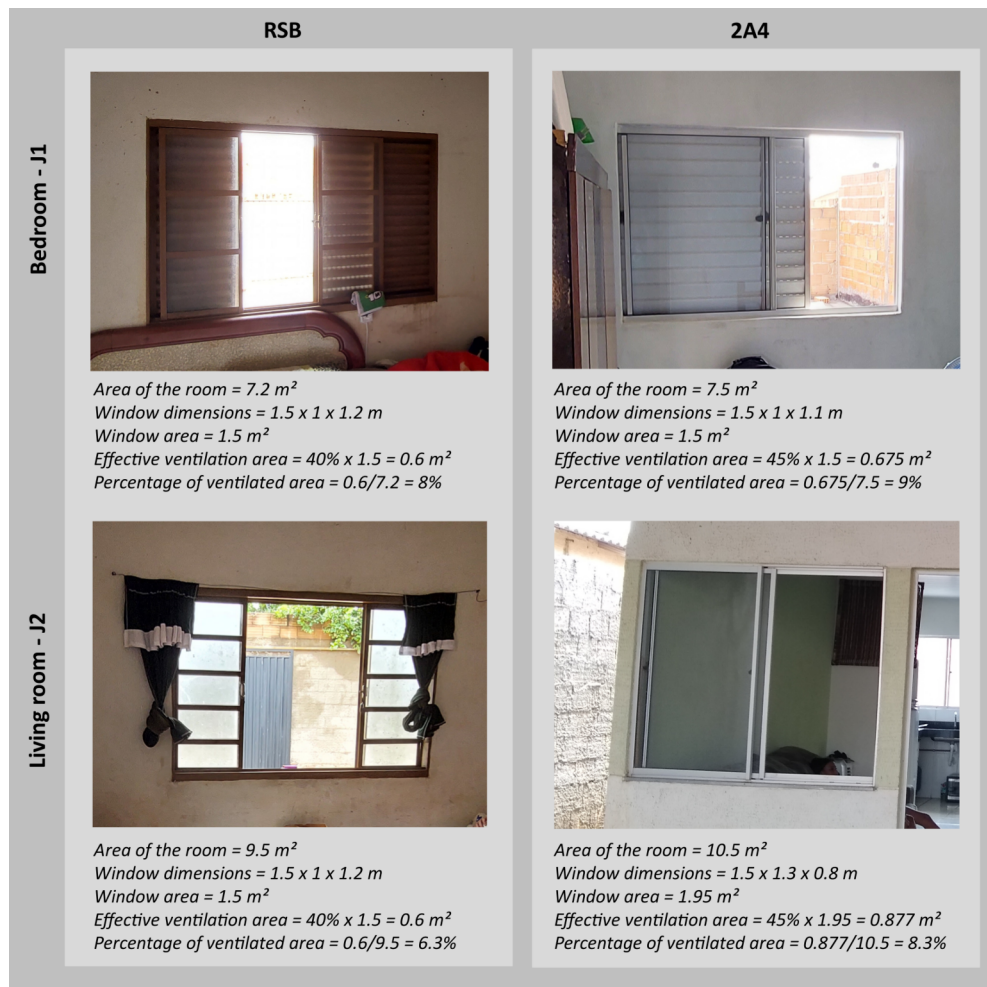 RSB
2A4
Bedroom - J1
Area of the room = 7.2 m²
Window dimensions = 1.5 x 1 x 1.2 m
Window area = 1.5 m²
Effective ventilation area = 40% x 1.5 = 0.6 m²
Percentage of ventilated area = 0.6/7.2 = 8%
Area of the room = 7.5 m²
Window dimensions = 1.5 x 1 x 1.1 m
Window area = 1.5 m²
Effective ventilation area = 45% x 1.5 = 0.675 m²
Percentage of ventilated area = 0.675/7.5 = 9%
Living room - J2
Area of the room = 9.5 m²
Window dimensions = 1.5 x 1 x 1.2 m
Window area = 1.5 m²
Effective ventilation area = 40% x 1.5 = 0.6 m²
Percentage of ventilated area = 0.6/9.5 = 6.3%
Area of the room = 10.5 m²
Window dimensions = 1.5 x 1.3 x 0.8 m
Window area = 1.95 m²
Effective ventilation area = 45% x 1.95 = 0.877 m²
Percentage of ventilated area = 0.877/10.5 = 8.3%